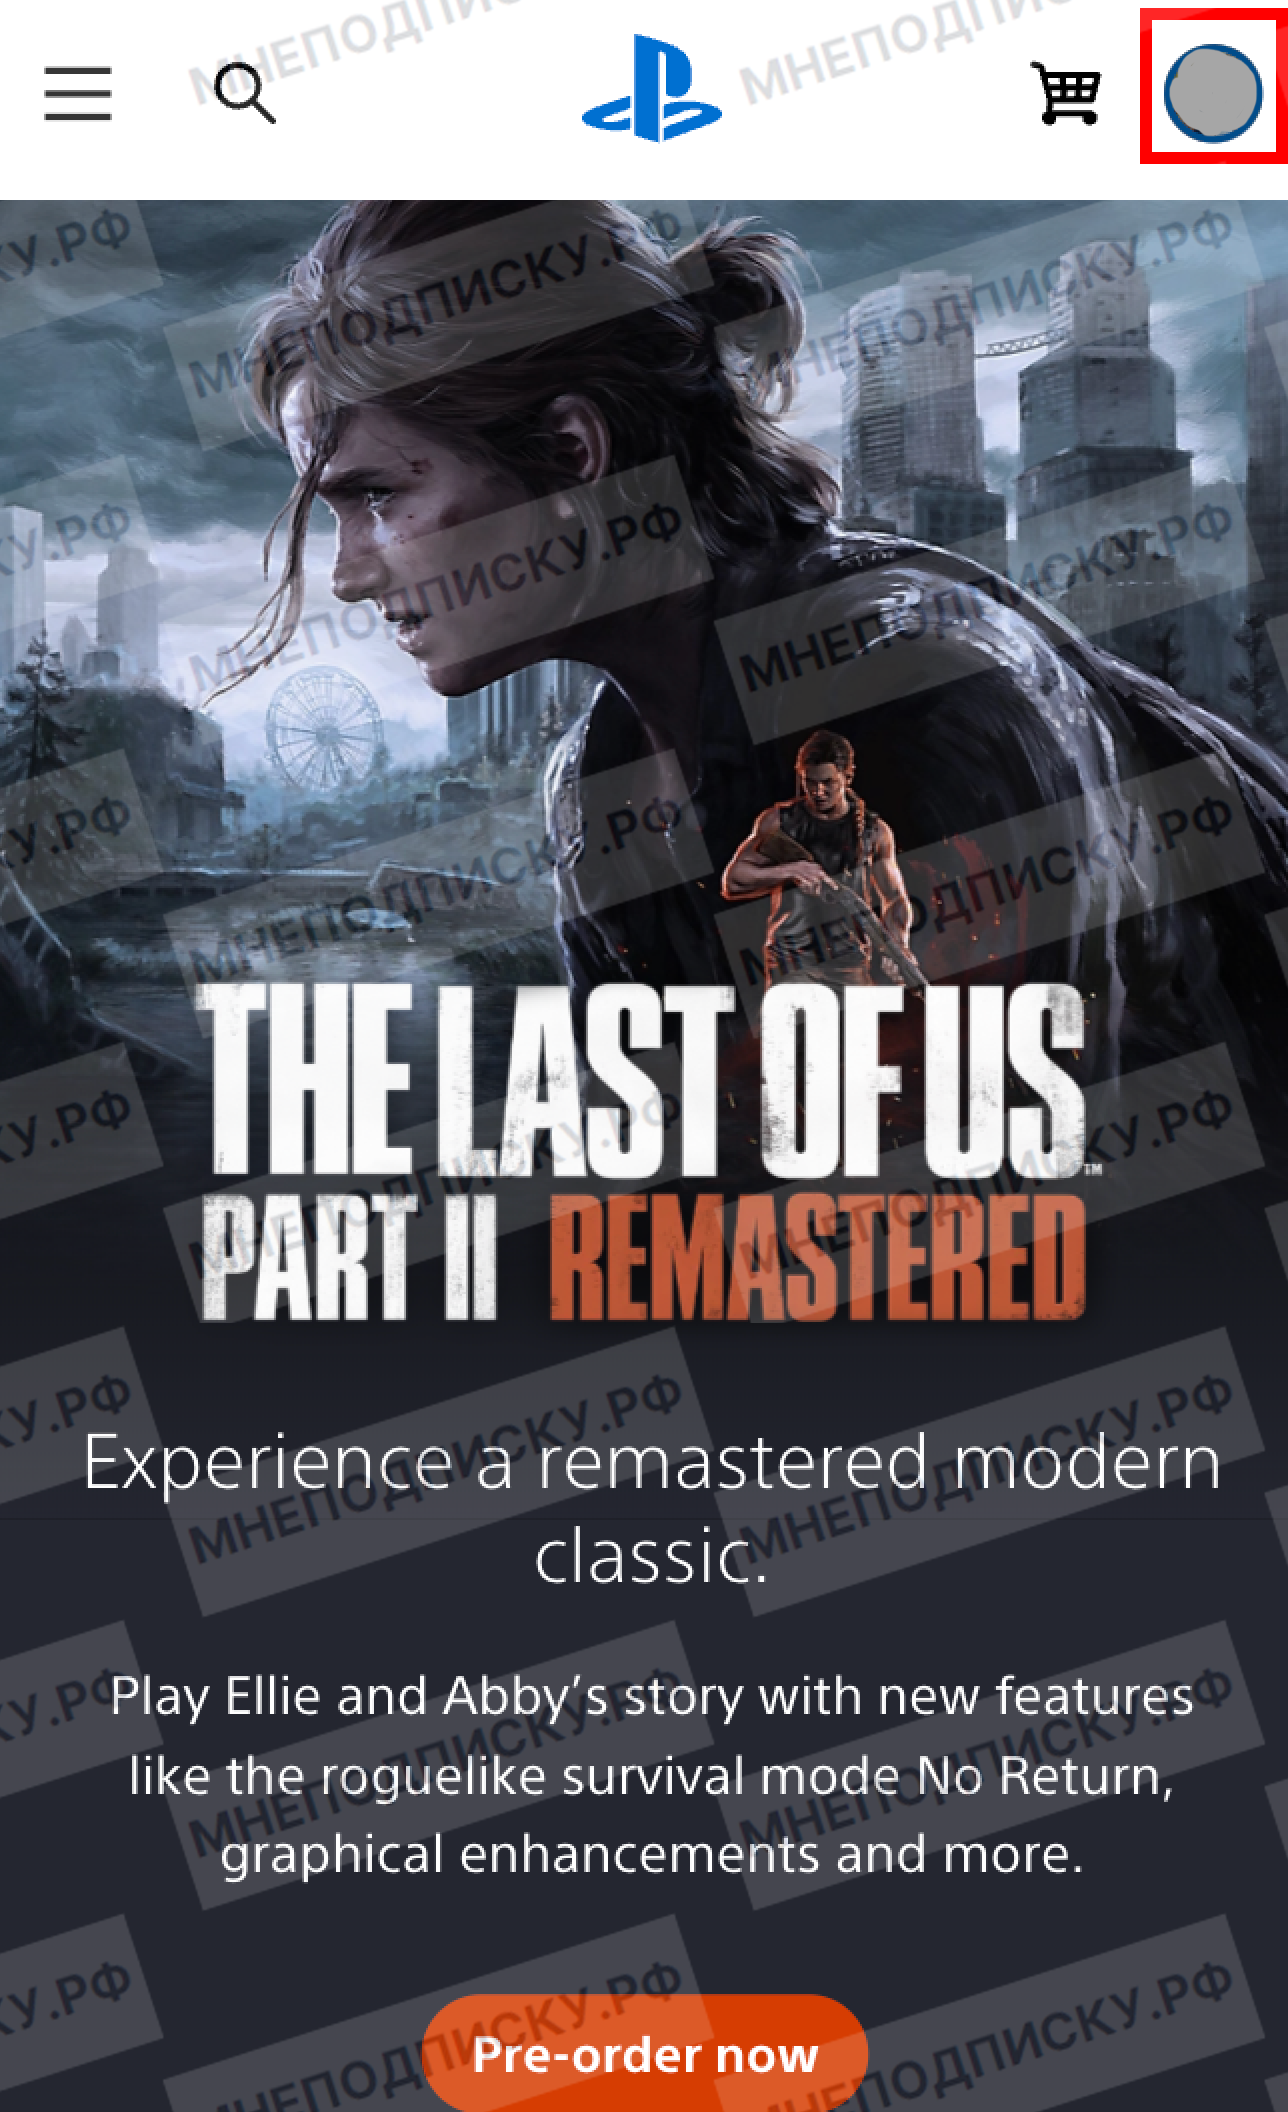 МНЕПОДПИСКУ.РФ
THE LAST OF US™
PART II REMASTERED
Experience a remastered modern
classic.
Play Ellie and Abby’s story with new features
like the roguelike survival mode No Return,
graphical enhancements and more.
Pre-order now